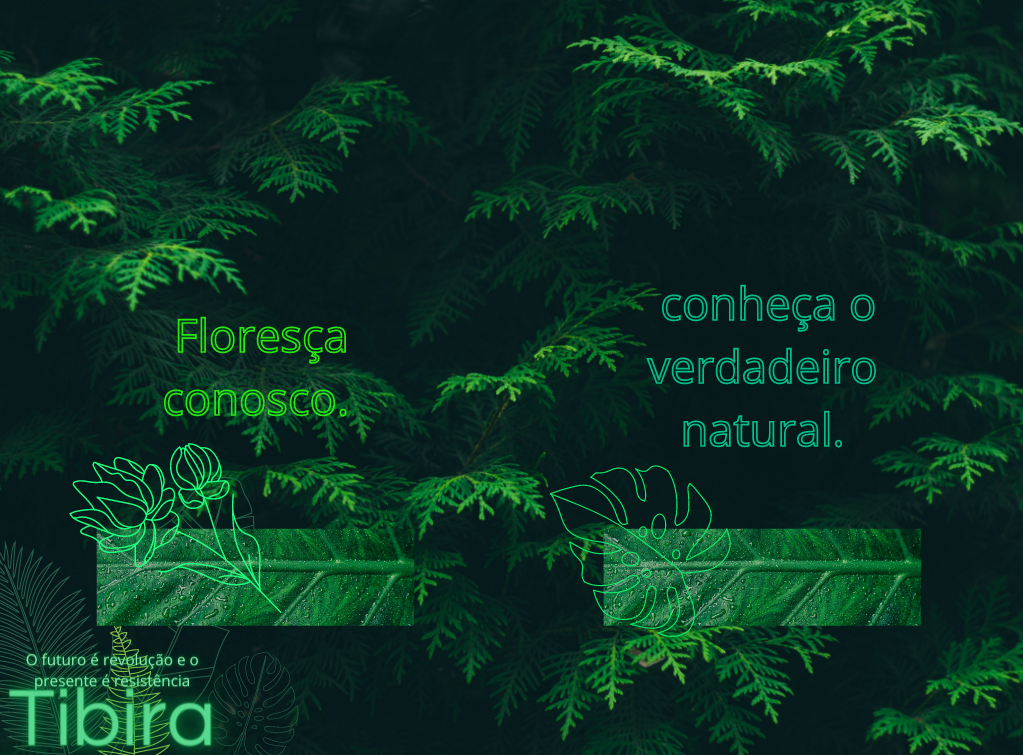 Floresça
conosco.
conheça o
verdadeiro
natural.
O futuro é revolução e o
presente é resistência
Tibira